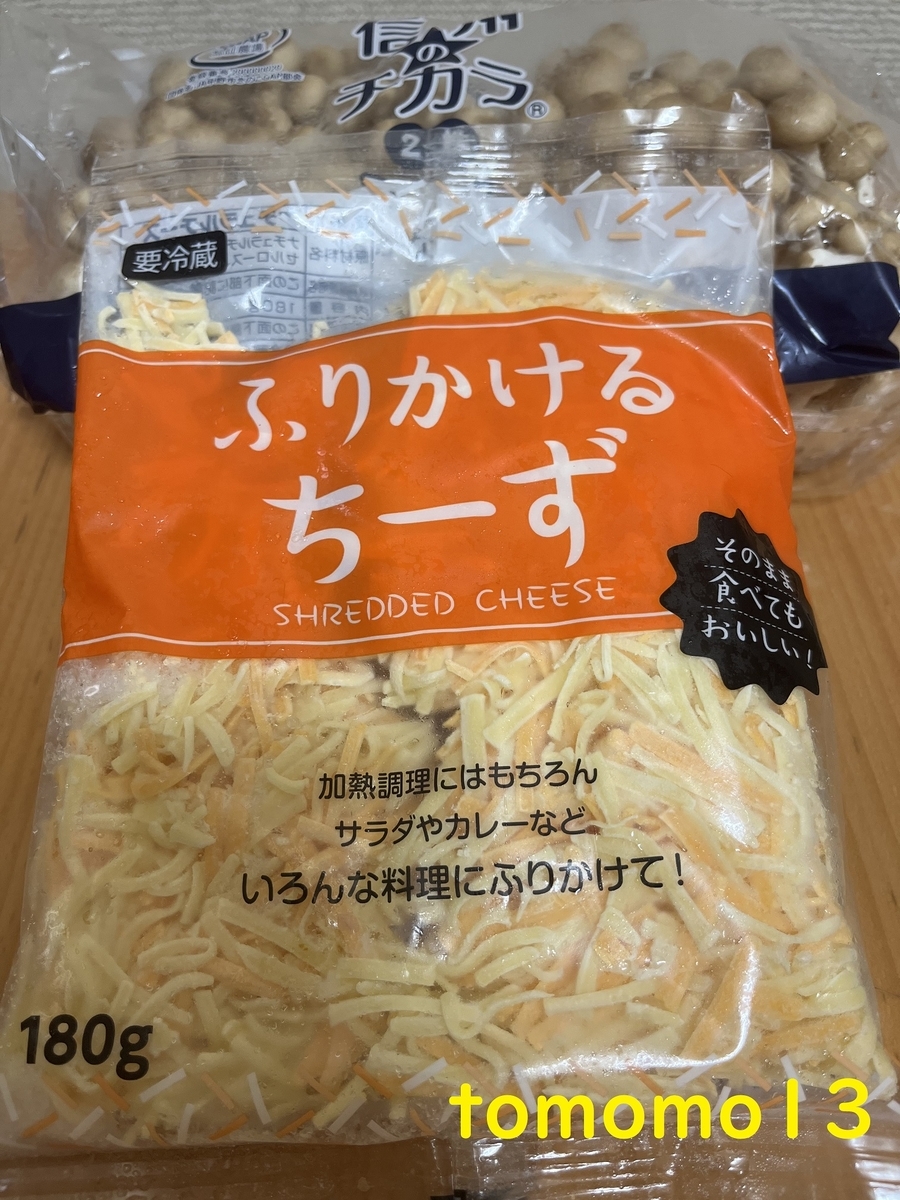 信州
の
チカラ®
2
要冷蔵
ふりかける
ちーず
SHREDDED CHEESE
そのまま
食べても
おいしい!
加熱調理にはもちろん
サラダやカレーなど
いろんな料理にふりかけて!
180g
tomomo13